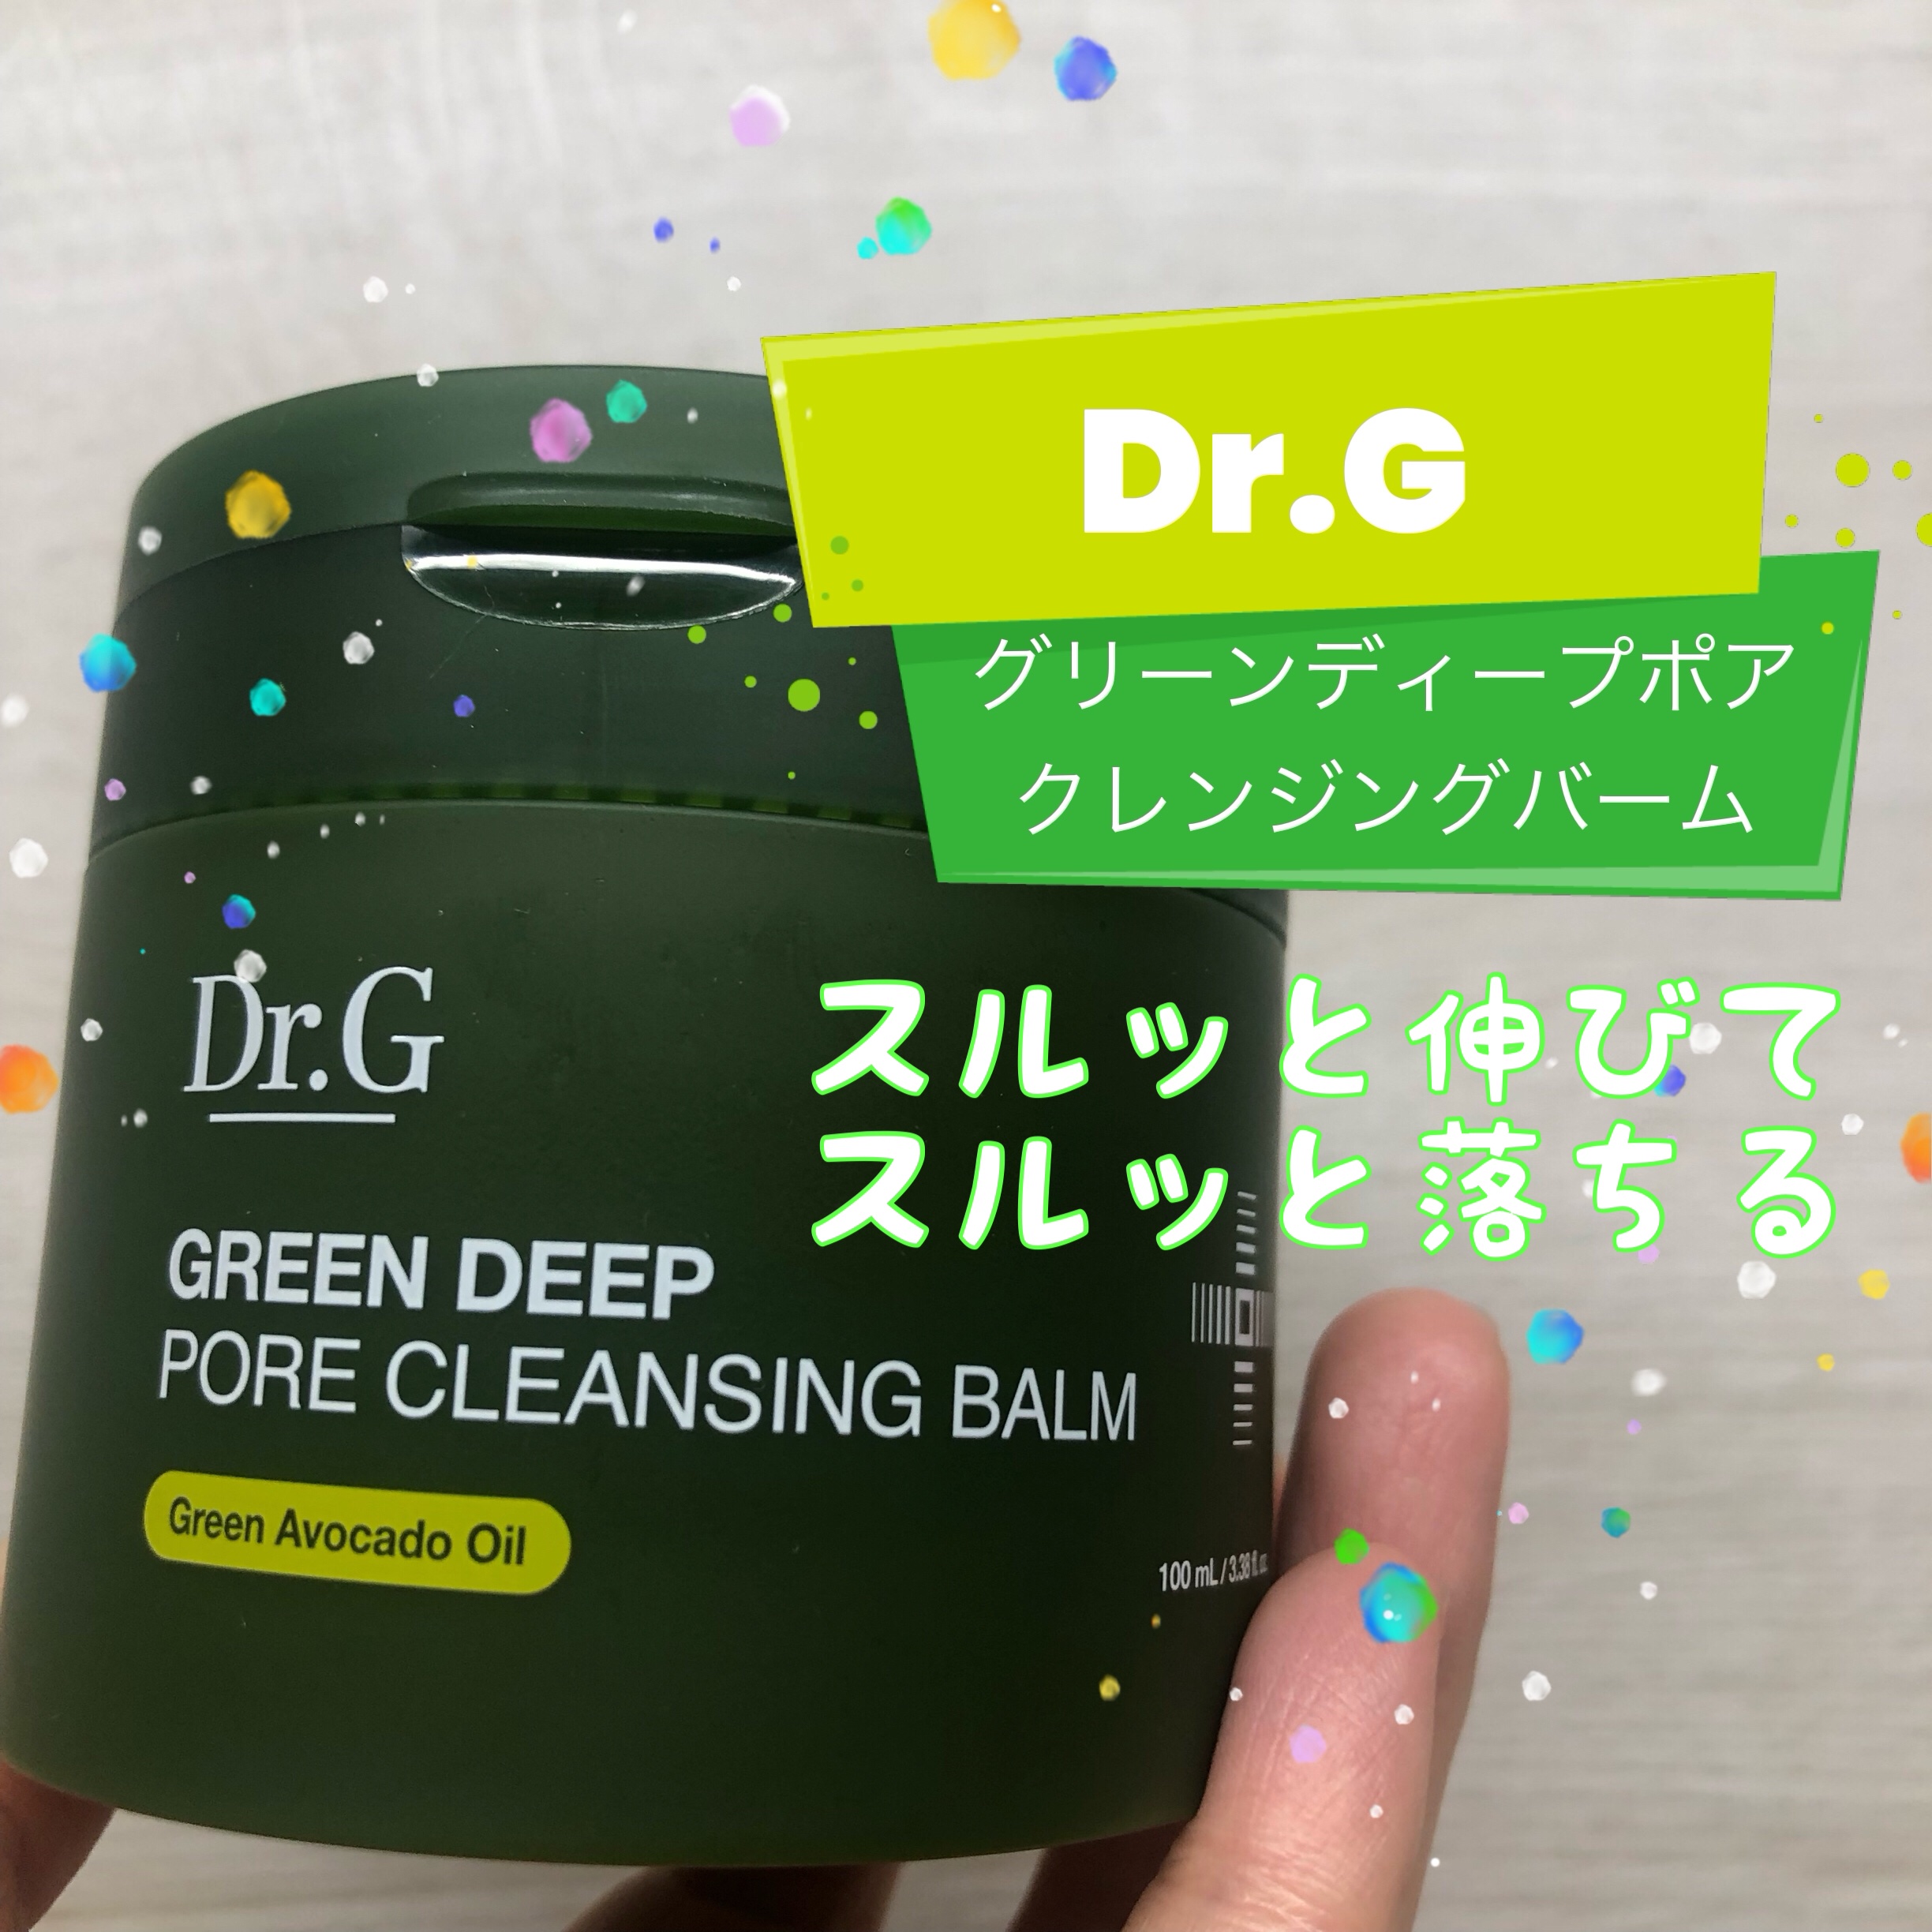 Dr.G
グリーンディープポア
クレンジングバーム
スルッと伸びて
スルッと落ちる
Dr.G
GREEN DEEP
PORE CLEANSING BALM
Green Avocado Oil
100 mL / 3.38 fl. oz.